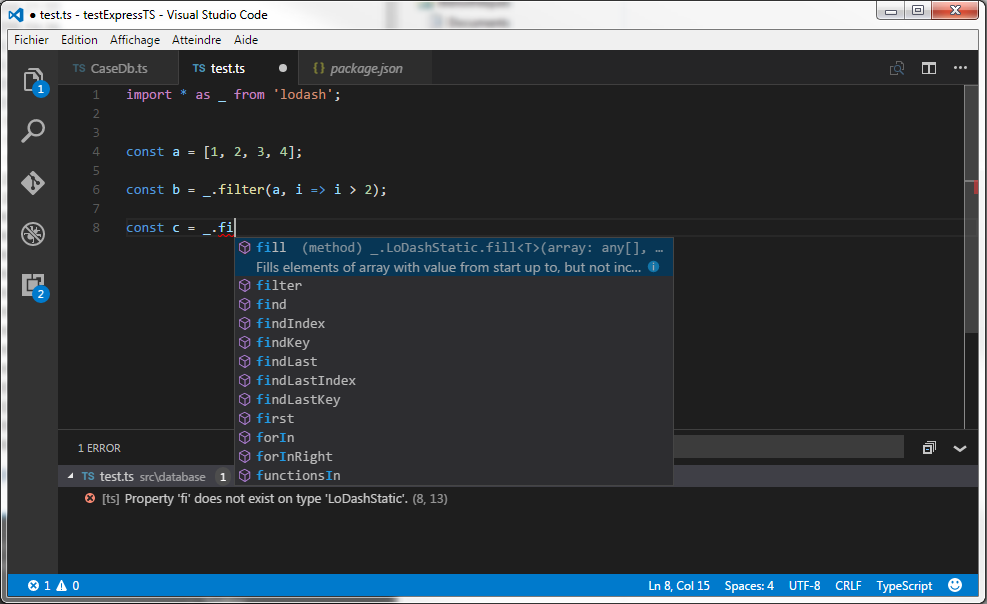 ● test.ts - testExpressTS - Visual Studio Code
Fichier Edition Affichage Atteindre Aide
TS CaseDb.ts TS test.ts ● {} package.json
1 import * as _ from 'lodash';
2
3
4 const a = [1, 2, 3, 4];
5
6 const b = _.filter(a, i => i > 2);
7
8 const c = _.fi
fill (method) _.LoDashStatic.fill<T>(array: any[], …
Fills elements of array with value from start up to, but not inc...
filter
find
findIndex
findKey
findLast
findLastIndex
findLastKey
first
forIn
forInRight
functionsIn
1
2
1 ERROR
TS test.ts src\database 1
[ts] Property 'fi' does not exist on type 'LoDashStatic'. (8, 13)
1 0 Ln 8, Col 15 Spaces: 4 UTF-8 CRLF TypeScript